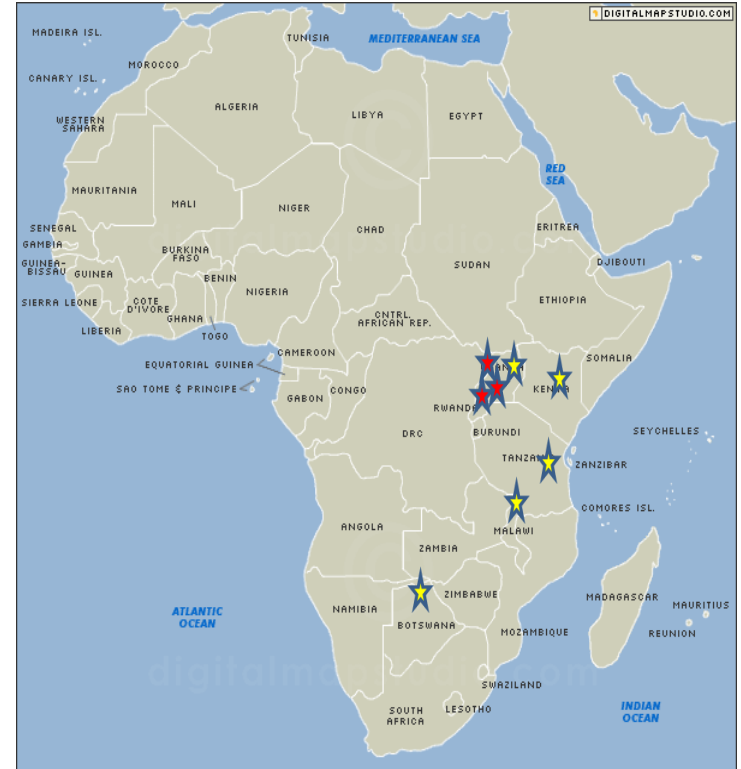 DIGITALMAPSTUDIO.COM
MADEIRA ISL.
TUNISIA
MEDITERRANEAN SEA
MOROCCO
CANARY ISL.
ALGERIA
LIBYA
EGYPT
WESTERN
SAHARA
RED
SEA
MAURITANIA
MALI
NIGER
CHAD
SENEGAL
GAMBIA
ERITREA
GUINEA-
BISSAU
GUINEA
BURKINA
FASO
SUDAN
DJIBOUTI
BENIN
NIGERIA
SIERRA LEONE
COTE
D'IVORE
GHANA
ETHIOPIA
CNTRL.
AFRICAN REP.
LIBERIA
TOGO
CAMEROON
SOMALIA
EQUATORIAL GUINEA
SAO TOME & PRINCIPE
GABON
CONGO
RWANDA
DRC
BURUNDI
SEYCHELLES
ZANZIBAR
COMORES ISL.
ANGOLA
MALAWI
ZAMBIA
ZIMBABWE
MADAGASCAR
MAURITIUS
NAMIBIA
ATLANTIC
OCEAN
BOTSWANA
MOZAMBIQUE
REUNION
digitalmapstudio.com
SWAZILAND
SOUTH
AFRICA
LESOTHO
INDIAN
OCEAN